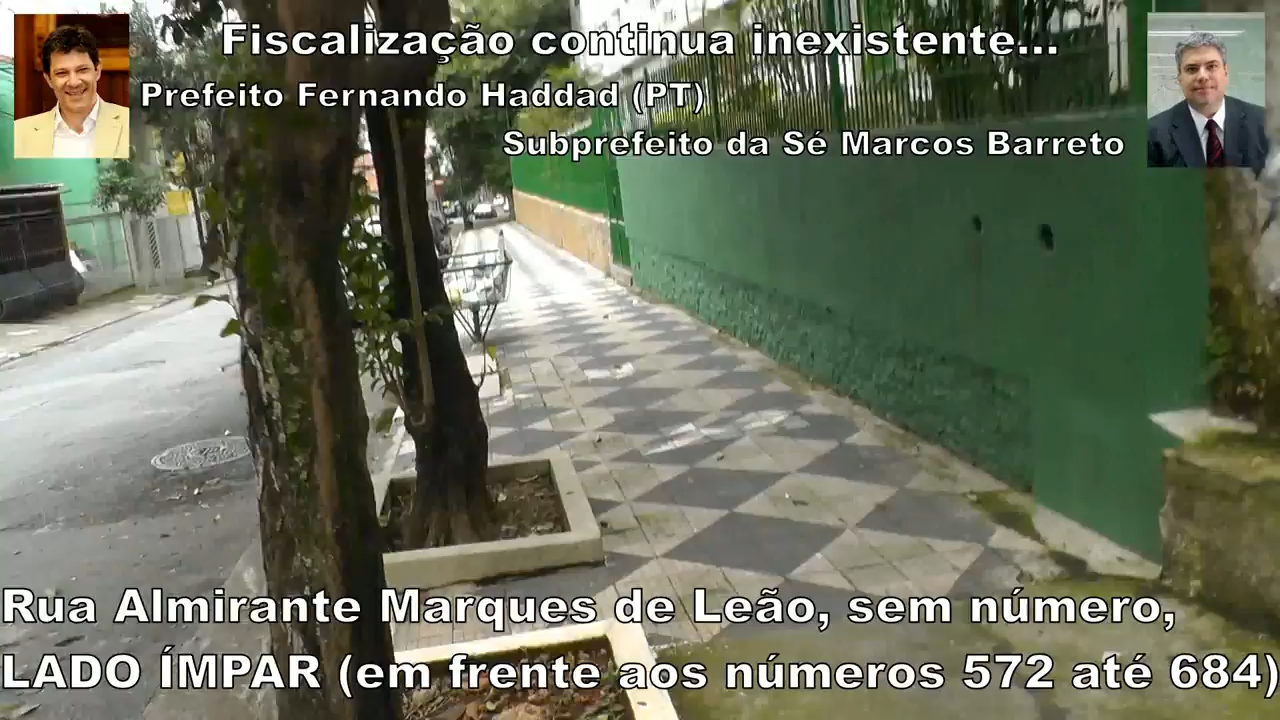 Fiscalização continua inexistente...
Prefeito Fernando Haddad (PT)
Subprefeito da Sé Marcos Barreto
Rua Almirante Marques de Leão, sem número,
LADO ÍMPAR (em frente aos números 572 até 684)